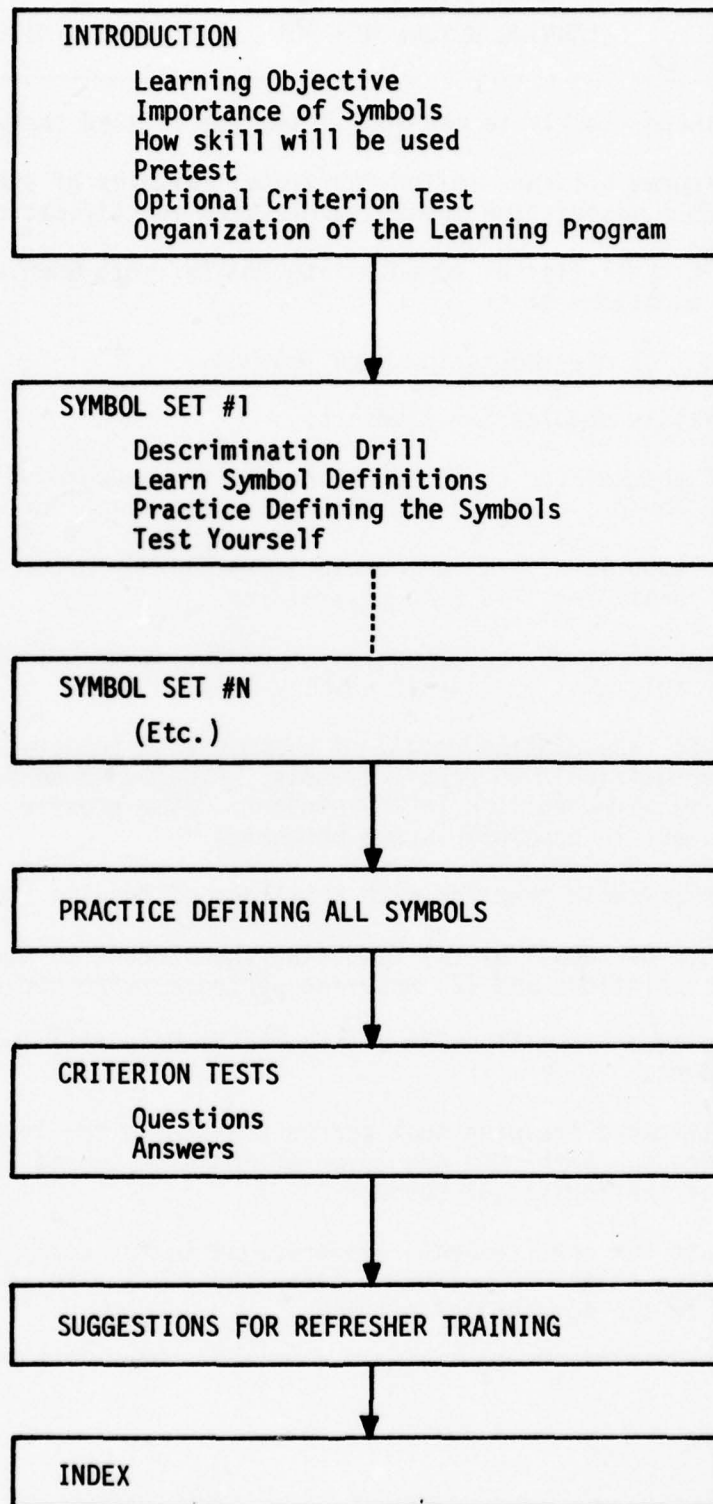 INTRODUCTION
Learning Objective
Importance of Symbols
How skill will be used
Pretest
Optional Criterion Test
Organization of the Learning Program
SYMBOL SET #1
Descrimination Drill
Learn Symbol Definitions
Practice Defining the Symbols
Test Yourself
SYMBOL SET #N
(Etc.)
PRACTICE DEFINING ALL SYMBOLS
CRITERION TESTS
Questions
Answers
SUGGESTIONS FOR REFRESHER TRAINING
INDEX